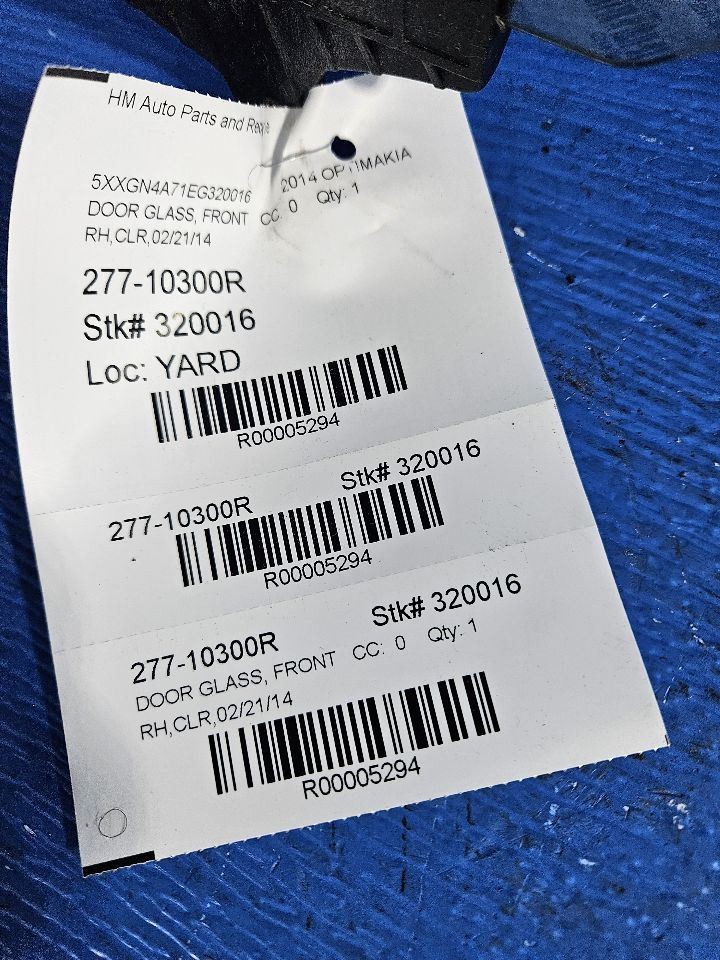 HM Auto Parts and
5XXGN4A71EG320016 2014 OPTIMAKIA
DOOR GLASS, FRONT CC: 0 Qty: 1
RH,CLR,02/21/14
277-10300R
Stk# 320016
Loc: YARD
R00005294
277-10300R Stk# 320016
R00005294
277-10300R Stk# 320016
DOOR GLASS, FRONT CC: 0 Qty: 1
RH,CLR,02/21/14
R00005294